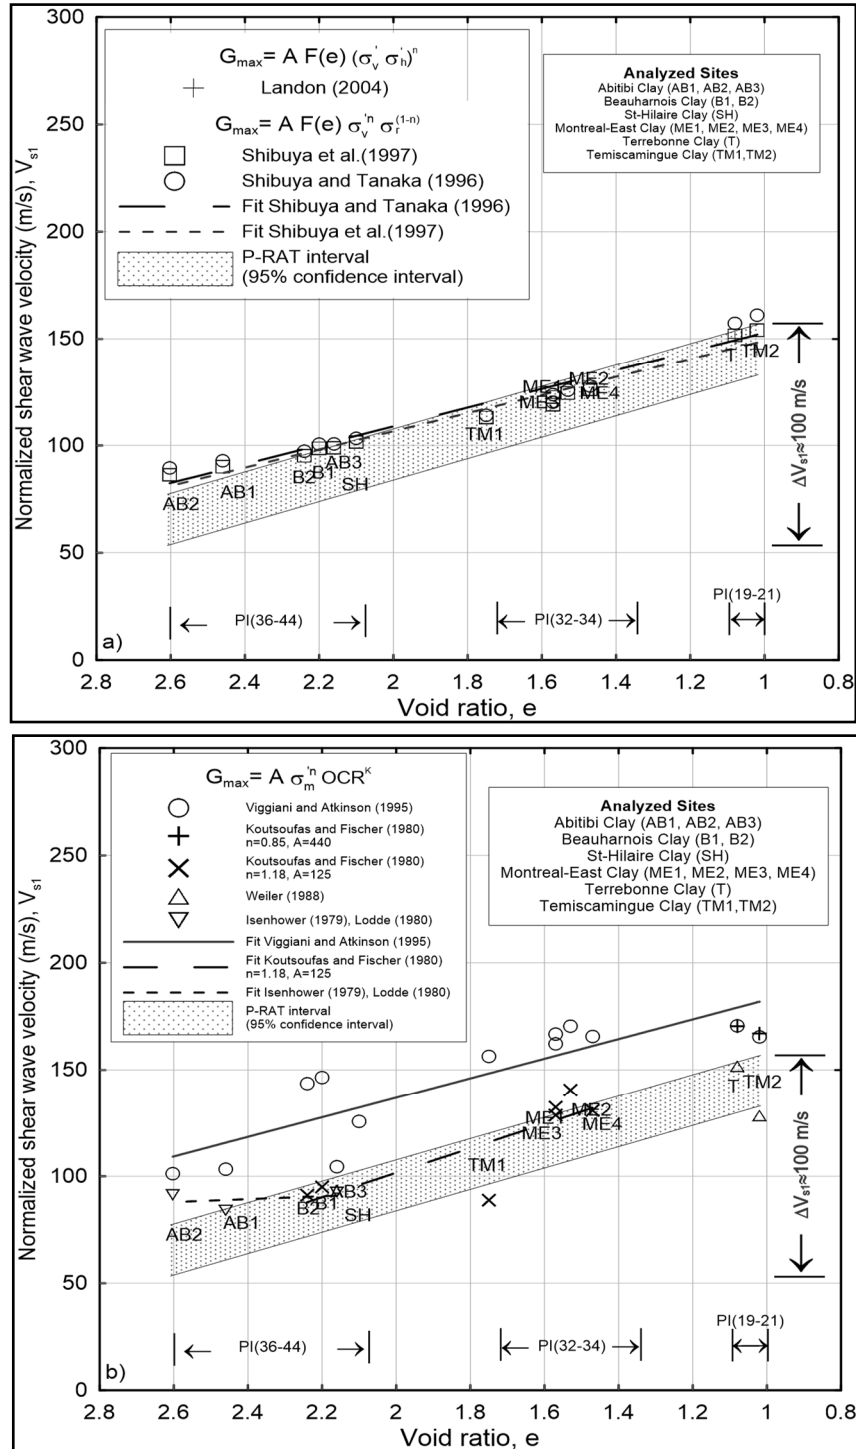 300
250
200
150
100
50
0
Normalized shear wave velocity (m/s), Vs1
Gmax= A F(e) (σv' σh')^n
Landon (2004)
Gmax= A F(e) σv'^n σr^(1-n)
Shibuya et al.(1997)
Shibuya and Tanaka (1996)
Fit Shibuya and Tanaka (1996)
Fit Shibuya et al.(1997)
P-RAT interval
(95% confidence interval)
Analyzed Sites
Abitibi Clay (AB1, AB2, AB3)
Beauharnois Clay (B1, B2)
St-Hilaire Clay (SH)
Montreal-East Clay (ME1, ME2, ME3, ME4)
Terrebonne Clay (T)
Temiscamingue Clay (TM1,TM2)
AB2
AB1
B2
B1
AB3
SH
TM1
ME1
ME2
ME3
ME4
T
TM2
ΔVs1≈100 m/s
PI(36-44)
PI(32-34)
PI(19-21)
a)
2.8 2.6 2.4 2.2 2 1.8 1.6 1.4 1.2 1 0.8
Void ratio, e
300
250
200
150
100
50
0
Normalized shear wave velocity (m/s), Vs1
Gmax= A σm'^n OCR^K
Viggiani and Atkinson (1995)
Koutsoufas and Fischer (1980)
n=0.85, A=440
Koutsoufas and Fischer (1980)
n=1.18, A=125
Weiler (1988)
Isenhower (1979), Lodde (1980)
Fit Viggiani and Atkinson (1995)
Fit Koutsoufas and Fischer (1980)
n=1.18, A=125
Fit Isenhower (1979), Lodde (1980)
P-RAT interval
(95% confidence interval)
Analyzed Sites
Abitibi Clay (AB1, AB2, AB3)
Beauharnois Clay (B1, B2)
St-Hilaire Clay (SH)
Montreal-East Clay (ME1, ME2, ME3, ME4)
Terrebonne Clay (T)
Temiscamingue Clay (TM1,TM2)
AB2
AB1
B2
B1
AB3
SH
TM1
ME1
ME2
ME3
ME4
T
TM2
ΔVs1≈100 m/s
PI(36-44)
PI(32-34)
PI(19-21)
b)
2.8 2.6 2.4 2.2 2 1.8 1.6 1.4 1.2 1 0.8
Void ratio, e